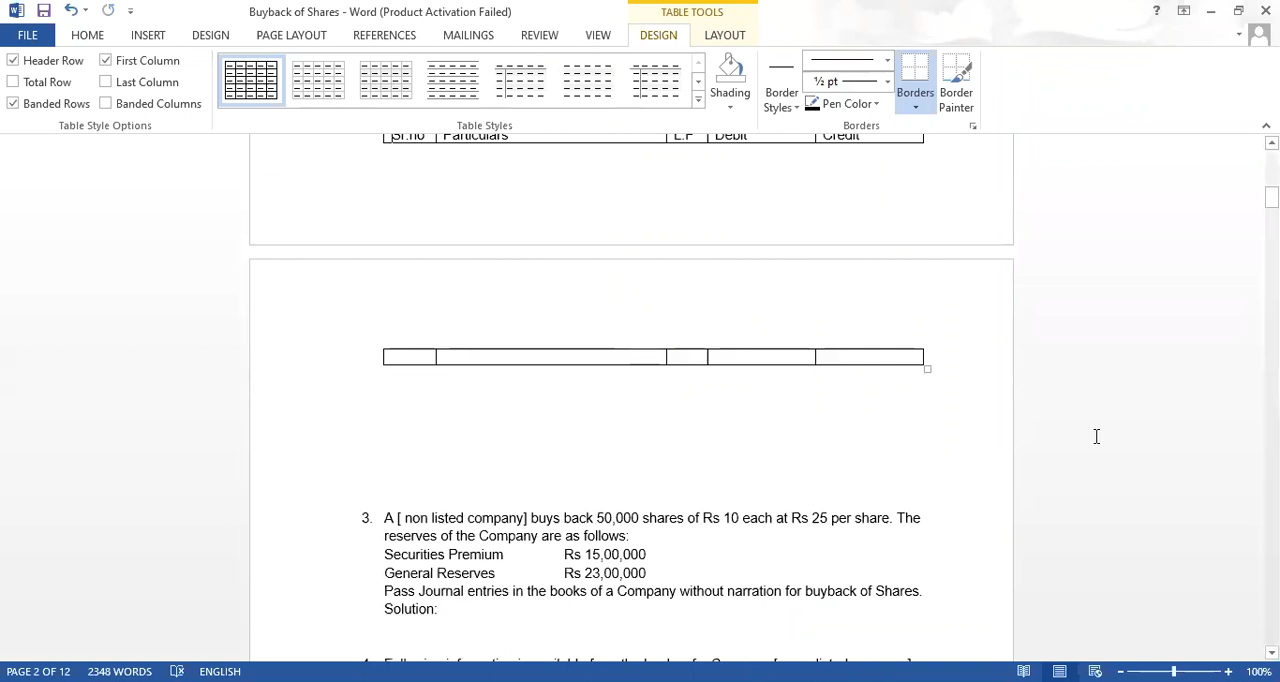 Buyback of Shares - Word (Product Activation Failed)
TABLE TOOLS
?
FILE HOME INSERT DESIGN PAGE LAYOUT REFERENCES MAILINGS REVIEW VIEW DESIGN LAYOUT
Header Row First Column
Total Row Last Column
Banded Rows Banded Columns
Table Style Options
Table Styles
Shading
Border Styles
½ pt
Pen Color
Borders
Border Painter
Borders
Sr.no Particulars L.F Debit Credit
3. A [ non listed company] buys back 50,000 shares of Rs 10 each at Rs 25 per share. The
reserves of the Company are as follows:
Securities Premium Rs 15,00,000
General Reserves Rs 23,00,000
Pass Journal entries in the books of a Company without narration for buyback of Shares.
Solution:
PAGE 2 OF 12 2348 WORDS ENGLISH 100%